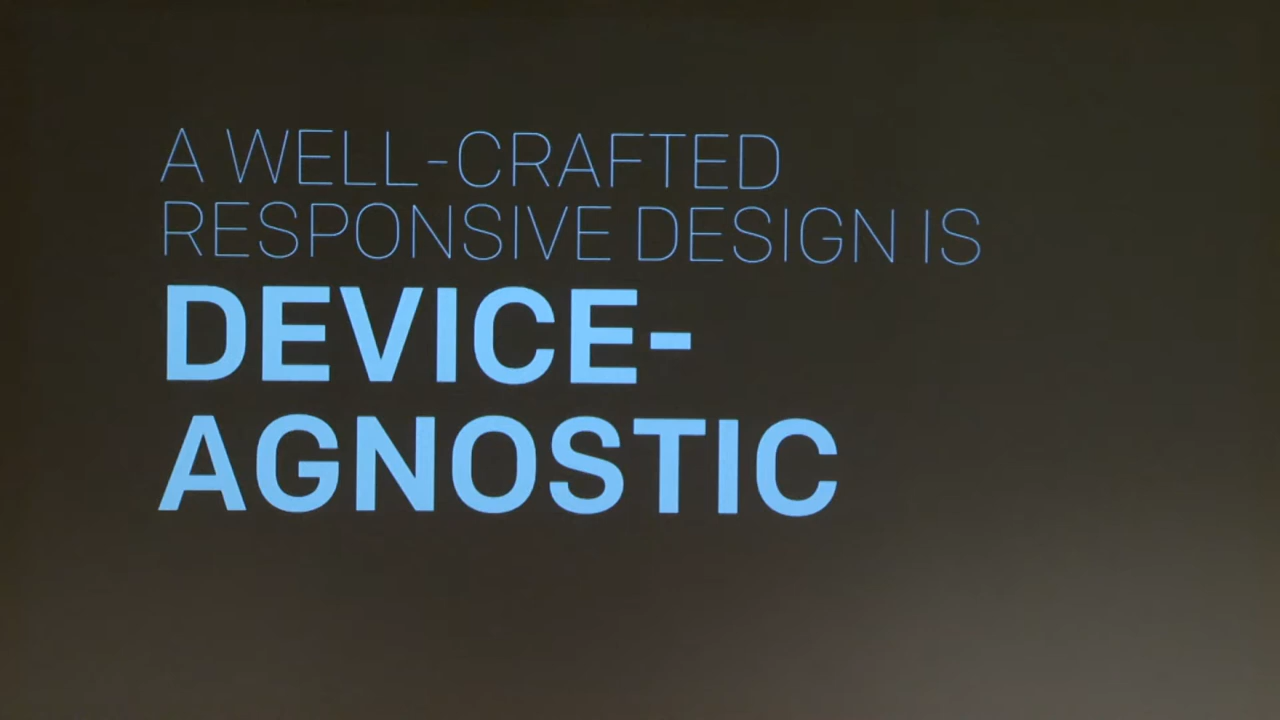 A WELL-CRAFTED
RESPONSIVE DESIGN IS
DEVICE-
AGNOSTIC